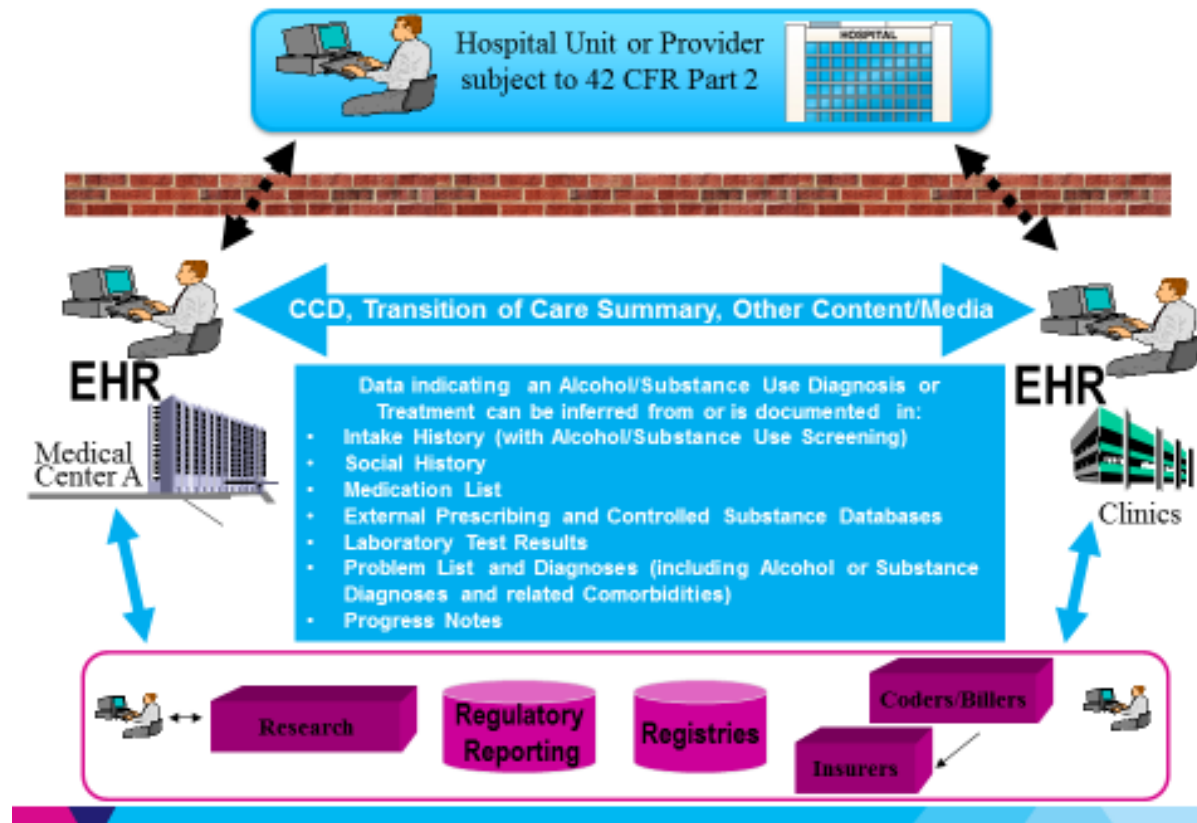 Hospital Unit or Provider
subject to 42 CFR Part 2
HOSPITAL
CCD, Transition of Care Summary, Other Content/Media
EHR
EHR
Medical
Center A
Clinics
Data indicating an Alcohol/Substance Use Diagnosis or
Treatment can be inferred from or is documented in:
• Intake History (with Alcohol/Substance Use Screening)
• Social History
• Medication List
• External Prescribing and Controlled Substance Databases
• Laboratory Test Results
• Problem List and Diagnoses (including Alcohol or Substance
Diagnoses and related Comorbidities)
• Progress Notes
Research
Regulatory
Reporting
Registries
Coders/Billers
Insurers